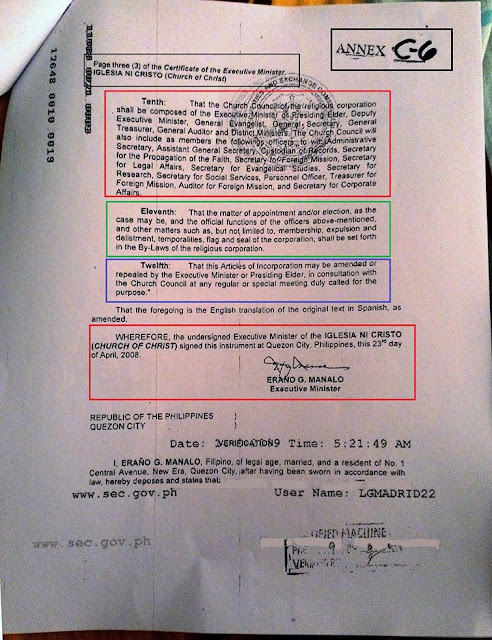 ANNEX C-6
Page three (3) of the Certificate of the Executive Minister
IGLESIA NI CRISTO (Church of Christ)
12648 0010 0019
Tenth: That the Church Council of the religious corporation
shall be composed of the Executive Minister or Presiding Elder, Deputy
Executive Minister, General Evangelist, General Secretary, General
Treasurer, General Auditor and District Ministers. The Church Council will
also include as members the following officers, to wit: Administrative
Secretary, Assistant General Secretary, Custodian of Records, Secretary
for the Propagation of the Faith, Secretary for Foreign Mission, Secretary
for Legal Affairs, Secretary for Evangelical Studies, Secretary for
Research, Secretary for Social Services, Personnel Officer, Treasurer for
Foreign Mission, Auditor for Foreign Mission, and Secretary for Corporate
Affairs.
Eleventh: That the matter of appointment and/or election, as the
case may be, and the official functions of the officers above-mentioned,
and other matters such as, but not limited to, membership, expulsion and
delistment, temporalities, flag and seal of the corporation, shall be set forth
in the By-Laws of the religious corporation.
Twelfth: That this Articles of Incorporation may be amended or
repealed by the Executive Minister or Presiding Elder, in consultation with
the Church Council at any regular or special meeting duly called for the
purpose."
That the foregoing is the English translation of the original text in Spanish, as
amended.
WHEREFORE, the undersigned Executive Minister of the IGLESIA NI CRISTO
(CHURCH OF CHRIST) signed this instrument at Quezon City, Philippines, this 23rd day
of April, 2008.
ERAÑO G. MANALO
Executive Minister
REPUBLIC OF THE PHILIPPINES )
QUEZON CITY )
Date: VERIFICATION9 Time: 5:21:49 AM
I, ERAÑO G. MANALO, Filipino, of legal age, married, and a resident of No. 1
Central Avenue, New Era, Quezon City, after having been sworn in accordance with
law, hereby deposes and states that:
www.sec.gov.ph User Name: LGMADRID22
www.sec.gov.ph
MACHINE